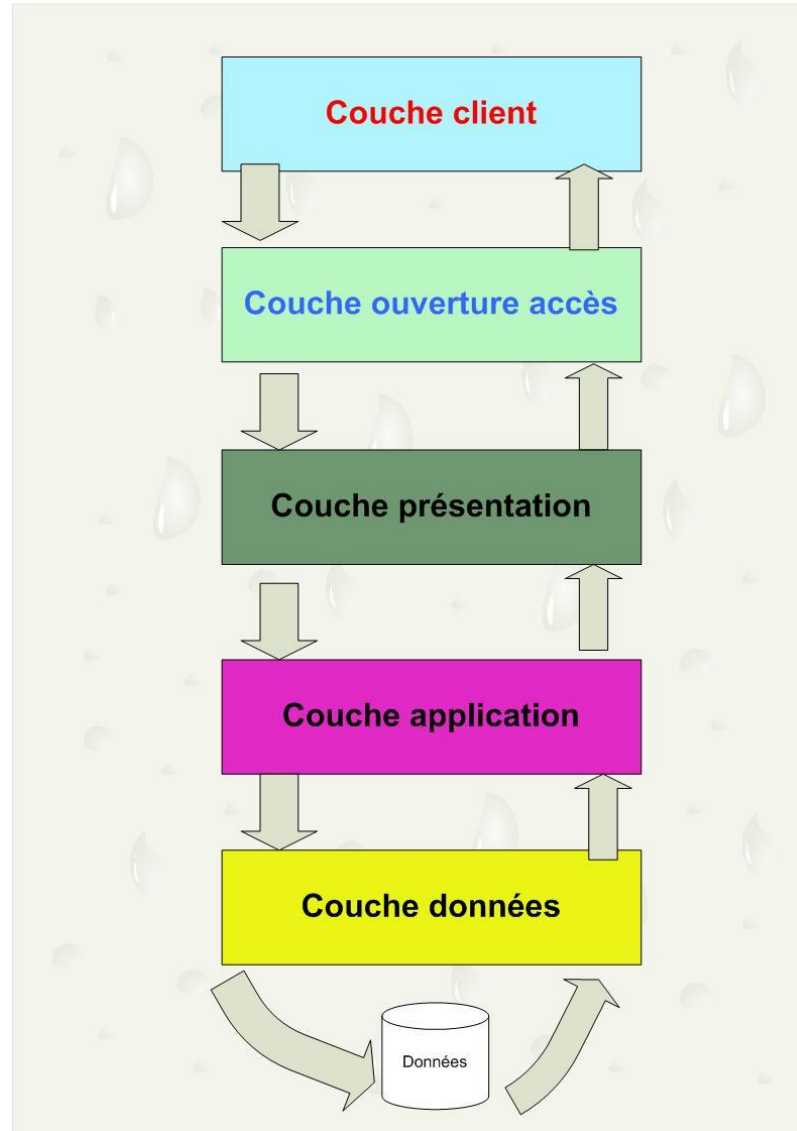 Couche client
Couche ouverture accès
Couche présentation
Couche application
Couche données
Données